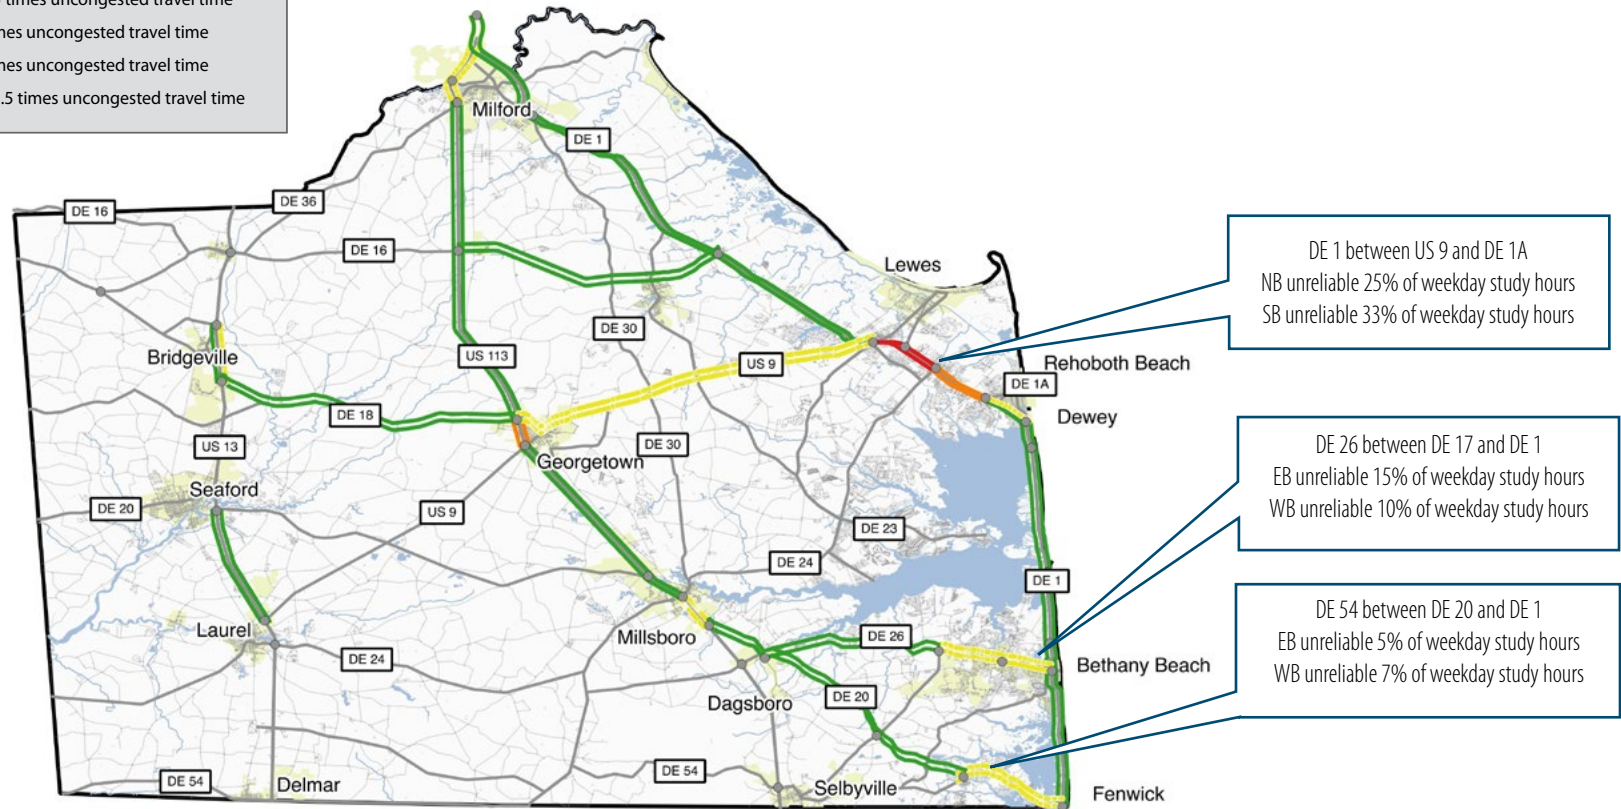 times uncongested travel time
mes uncongested travel time
mes uncongested travel time
.5 times uncongested travel time
Milford
DE 1
DE 36
DE 16
DE 16
Lewes
DE 1 between US 9 and DE 1A
NB unreliable 25% of weekday study hours
SB unreliable 33% of weekday study hours
DE 30
Bridgeville
US 113
US 9
Rehoboth Beach
DE 1A
DE 18
Dewey
US 13
DE 30
Georgetown
DE 26 between DE 17 and DE 1
EB unreliable 15% of weekday study hours
WB unreliable 10% of weekday study hours
Seaford
DE 20
US 9
DE 23
DE 24
DE 1
DE 54 between DE 20 and DE 1
EB unreliable 5% of weekday study hours
WB unreliable 7% of weekday study hours
Laurel
Millsboro
DE 26
DE 24
Bethany Beach
DE 20
Dagsboro
DE 54
DE 54
Delmar
Selbyville
Fenwick